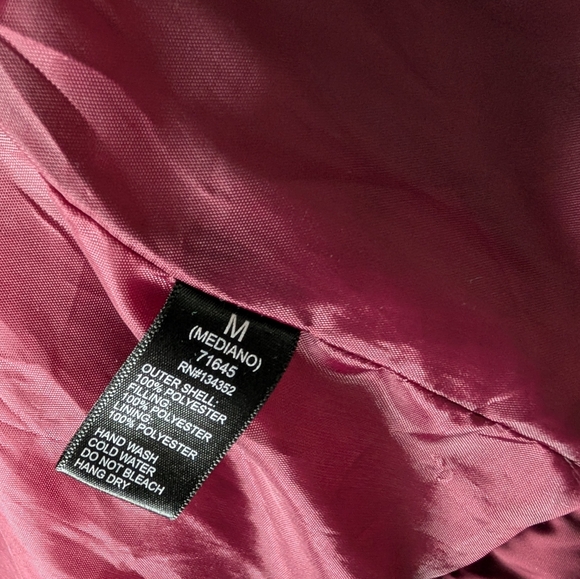 M
(MEDIANO)
71645
RN#134352
OUTER SHELL:
100% POLYESTER
FILLING:
100% POLYESTER
LINING:
100% POLYESTER
HAND WASH
COLD WATER
DO NOT BLEACH
HANG DRY